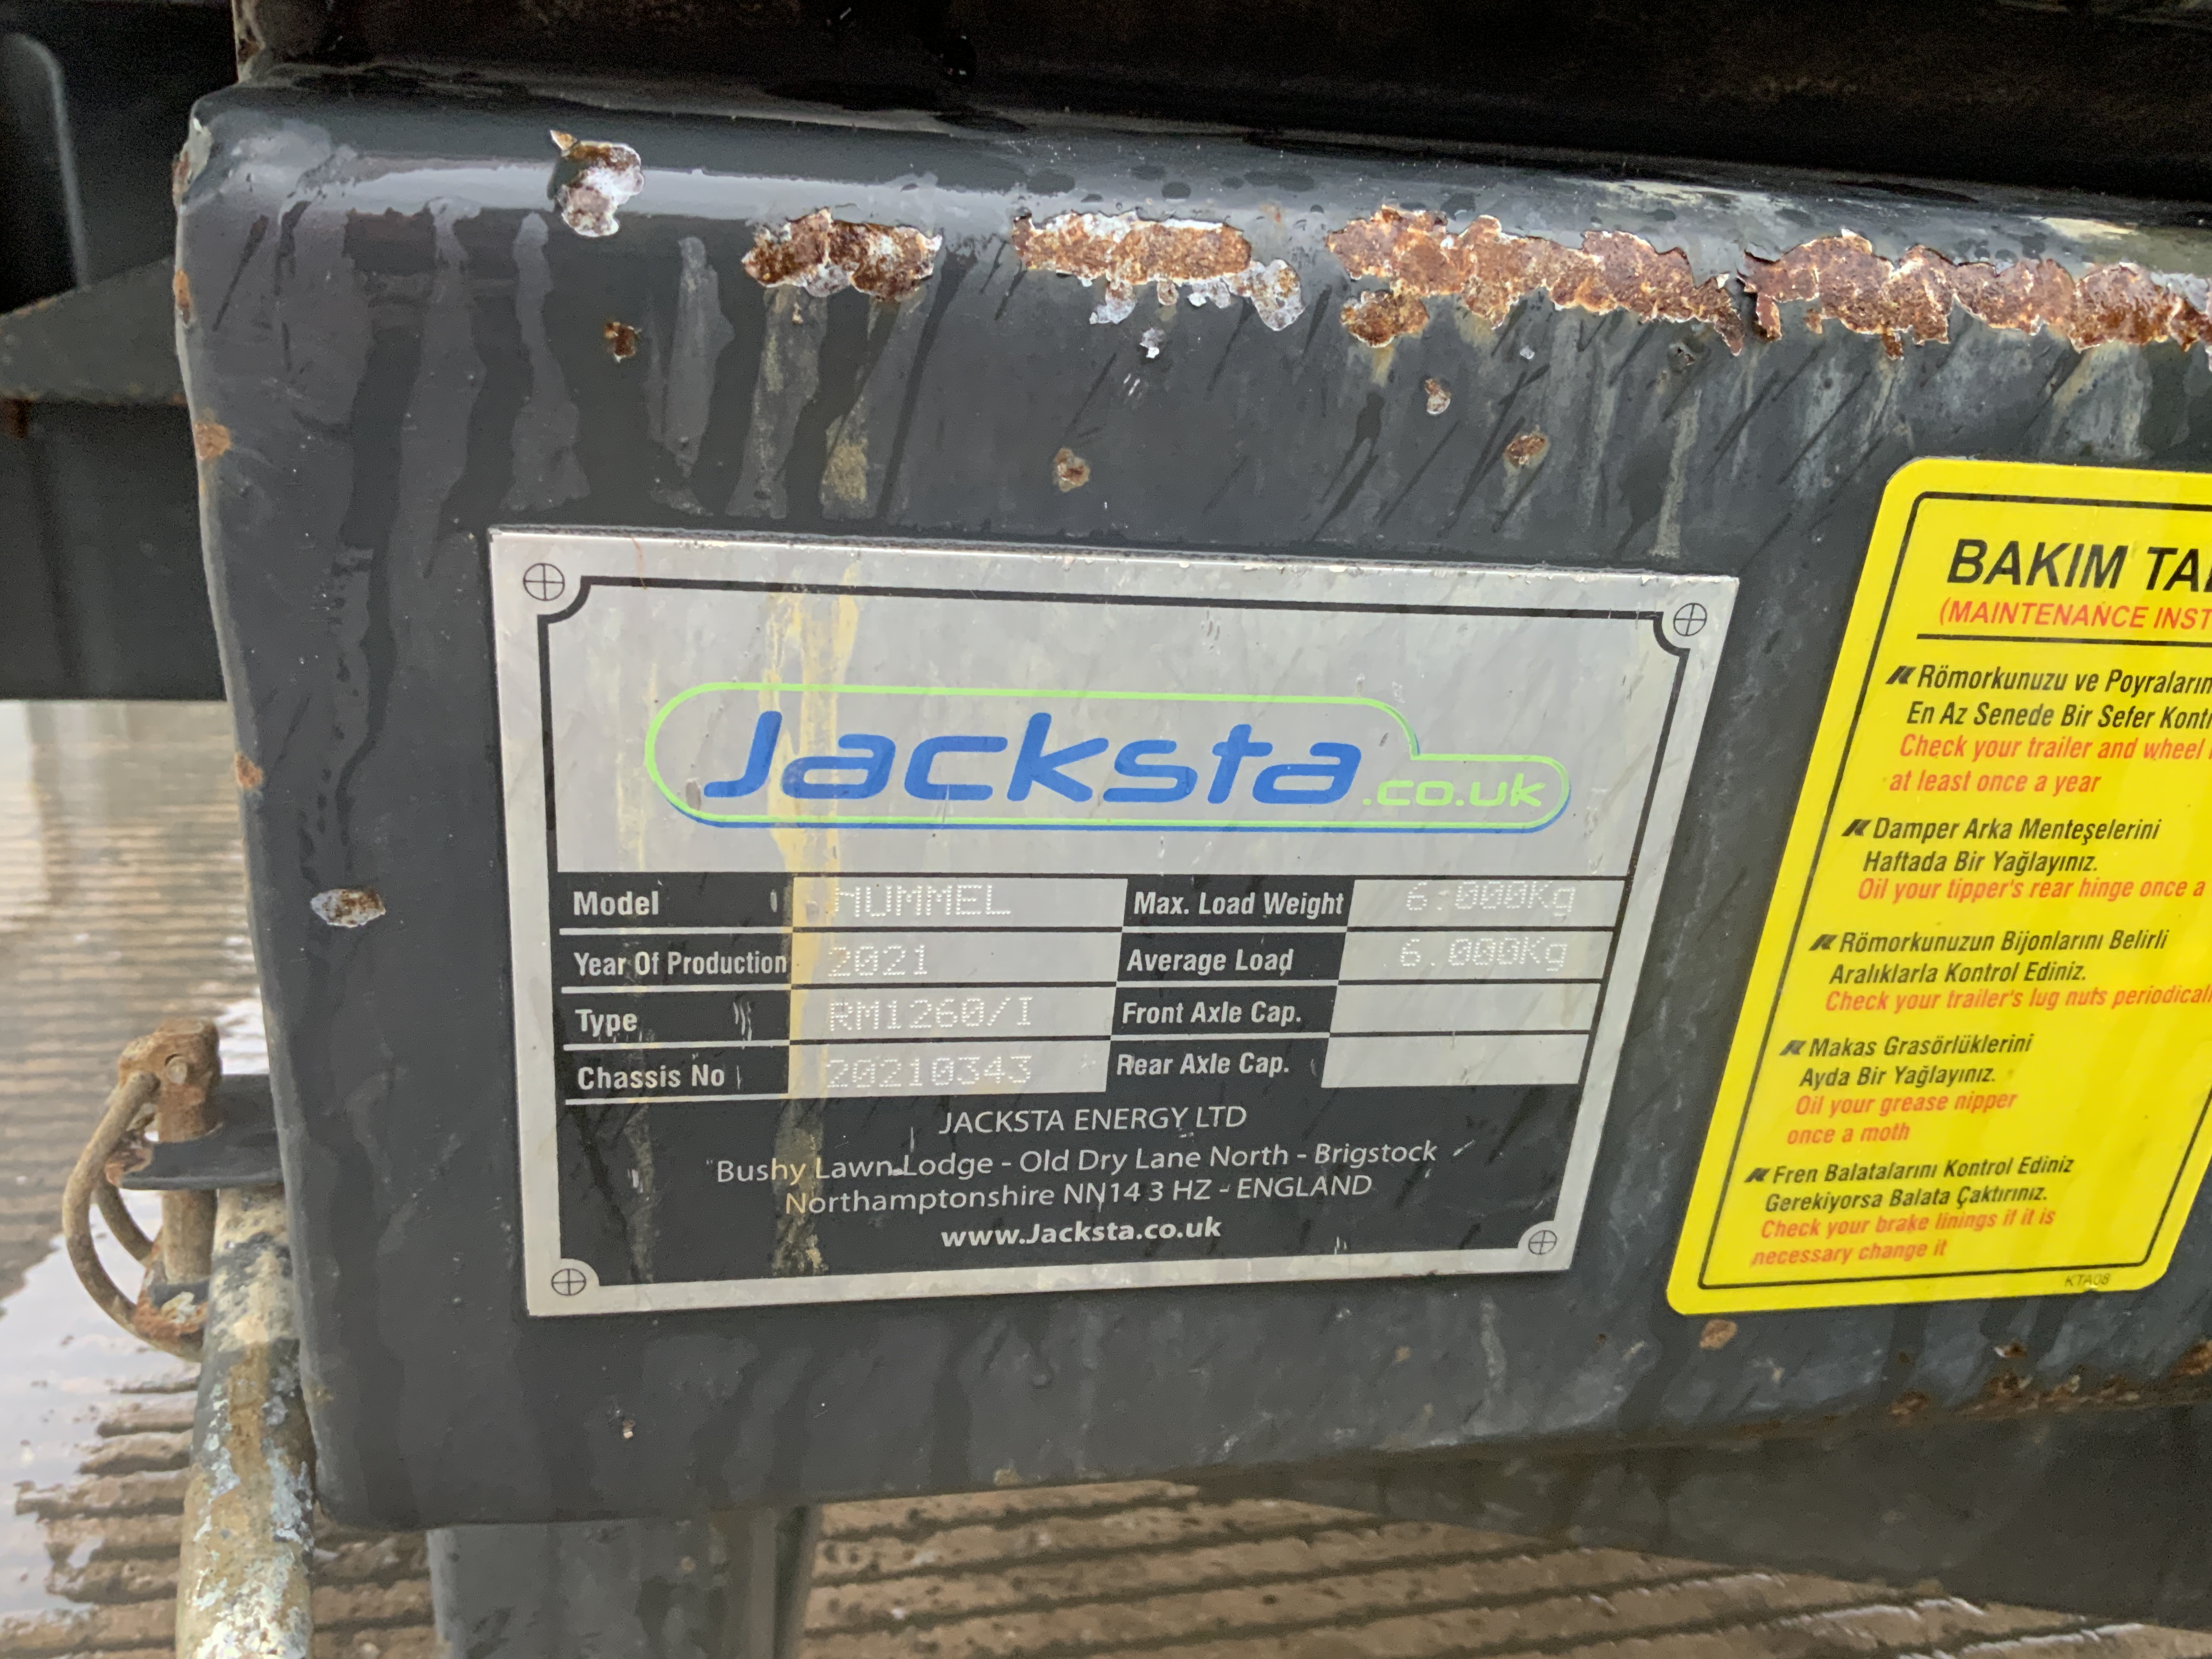 Jacksta.co.uk
Model HUMMEL Max. Load Weight 6.000Kg
Year Of Production 2021 Average Load 6.000Kg
Type RM1260/I Front Axle Cap.
Chassis No 20210343 Rear Axle Cap.
JACKSTA ENERGY LTD
Bushy Lawn Lodge - Old Dry Lane North - Brigstock
Northamptonshire NN14 3 HZ - ENGLAND
www.Jacksta.co.uk
BAKIM
(MAINTENANCE
Römorkunuzu ve
En Az Senede Bir Sefer
Check your trailer and wheel
at least once a year
Damper Arka Menteşelerini
Haftada Bir Yağlayınız.
Oil your tipper's rear hinge once a
Römorkunuzun Bijonlarını Belirli
Aralıklarla Kontrol Ediniz.
Check your trailer's lug nuts
Makas Grasörlüklerini
Ayda Bir Yağlayınız.
Oil your grease nipper
once a moth
Fren Balatalarını Kontrol Ediniz
Gerekiyorsa Balata Çaktırınız.
Check your brake linings if it is
necessary change it
KTA08